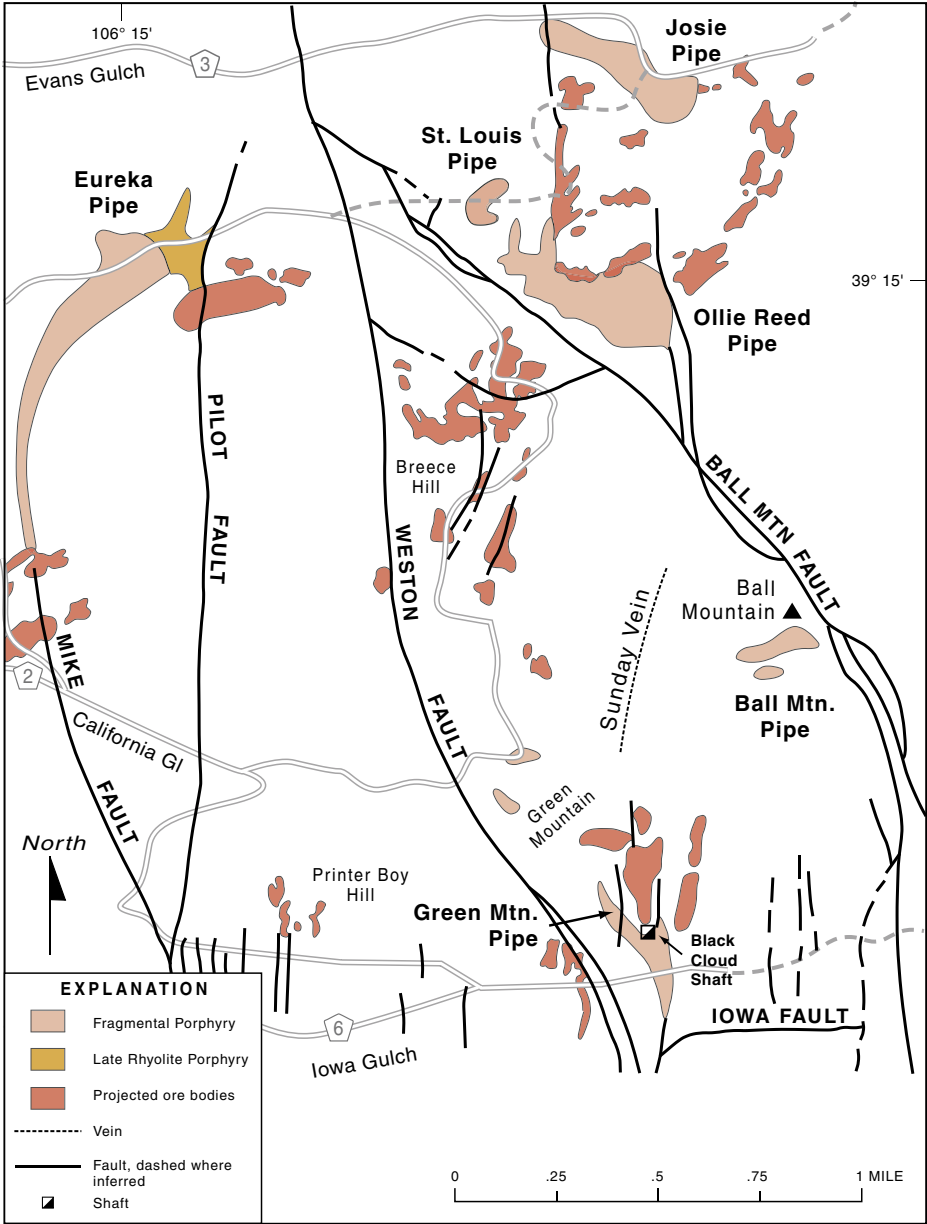 106° 15'
Josie
Pipe
3
Evans Gulch
St. Louis
Pipe
Eureka
Pipe
39° 15'
Ollie Reed
Pipe
PILOT
FAULT
Breece
Hill
BALL MTN FAULT
WESTON
FAULT
Ball
Mountain
Sunday Vein
MIKE
FAULT
2
Ball Mtn.
Pipe
California Gl
Green
Mountain
North
Printer Boy
Hill
Green Mtn.
Pipe
Black
Cloud
Shaft
IOWA FAULT
6
Iowa Gulch
EXPLANATION
Fragmental Porphyry
Late Rhyolite Porphyry
Projected ore bodies
Vein
Fault, dashed where
inferred
Shaft
0 .25 .5 .75 1 MILE